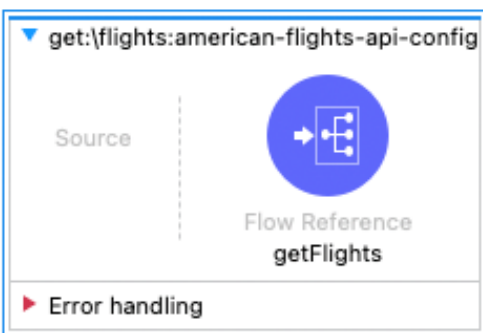 get:\flights:american-flights-api-config
Source
Flow Reference
getFlights
Error handling